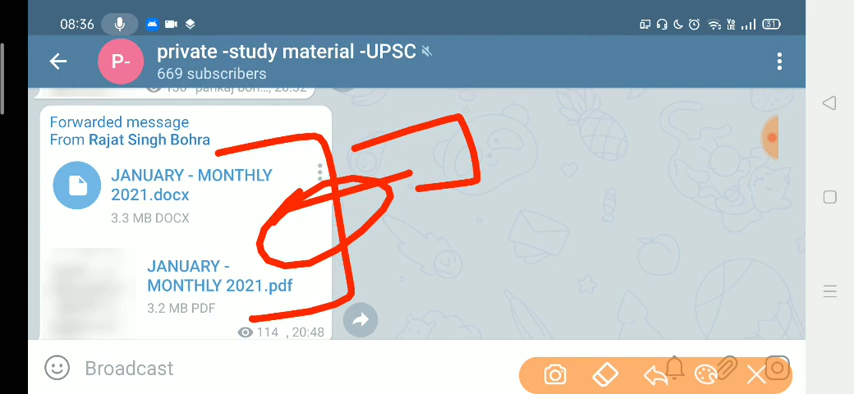 08:36
31
P-
private -study material -UPSC
669 subscribers
Forwarded message
From Rajat Singh Bohra
JANUARY - MONTHLY
2021.docx
3.3 MB DOCX
JANUARY -
MONTHLY 2021.pdf
3.2 MB PDF
114 , 20:48
Broadcast